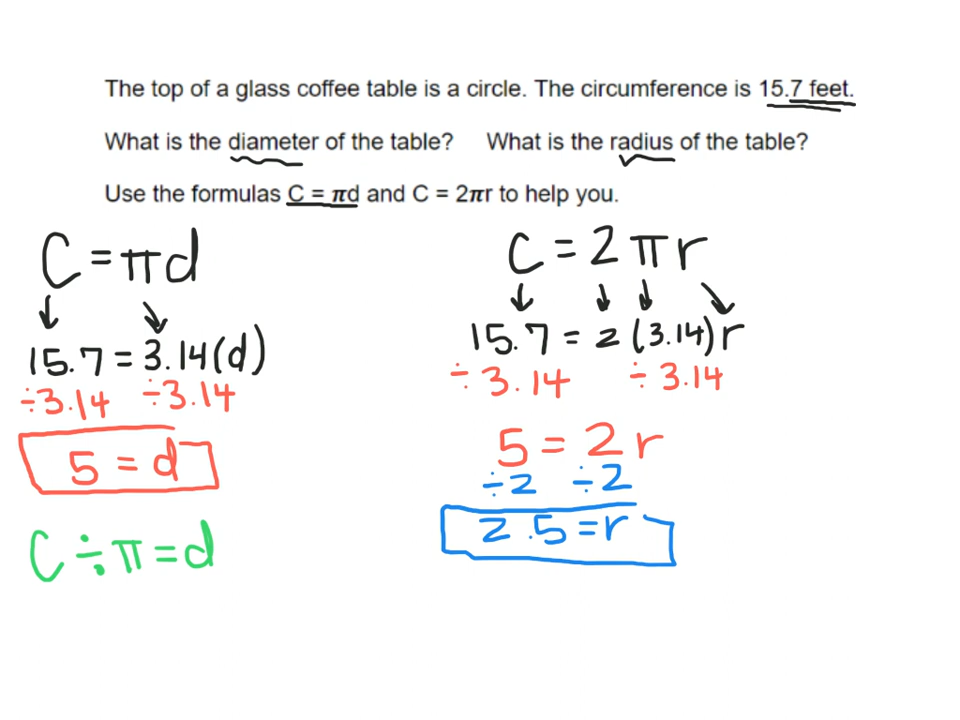 The top of a glass coffee table is a circle. The circumference is 15.7 feet.
What is the diameter of the table? What is the radius of the table?
Use the formulas C = πd and C = 2πr to help you.
C = πd
15.7 = 3.14(d)
÷3.14 ÷3.14
5 = d
C ÷ π = d
C = 2πr
15.7 = 2(3.14)r
÷3.14 ÷3.14
5 = 2r
÷2 ÷2
2.5 = r